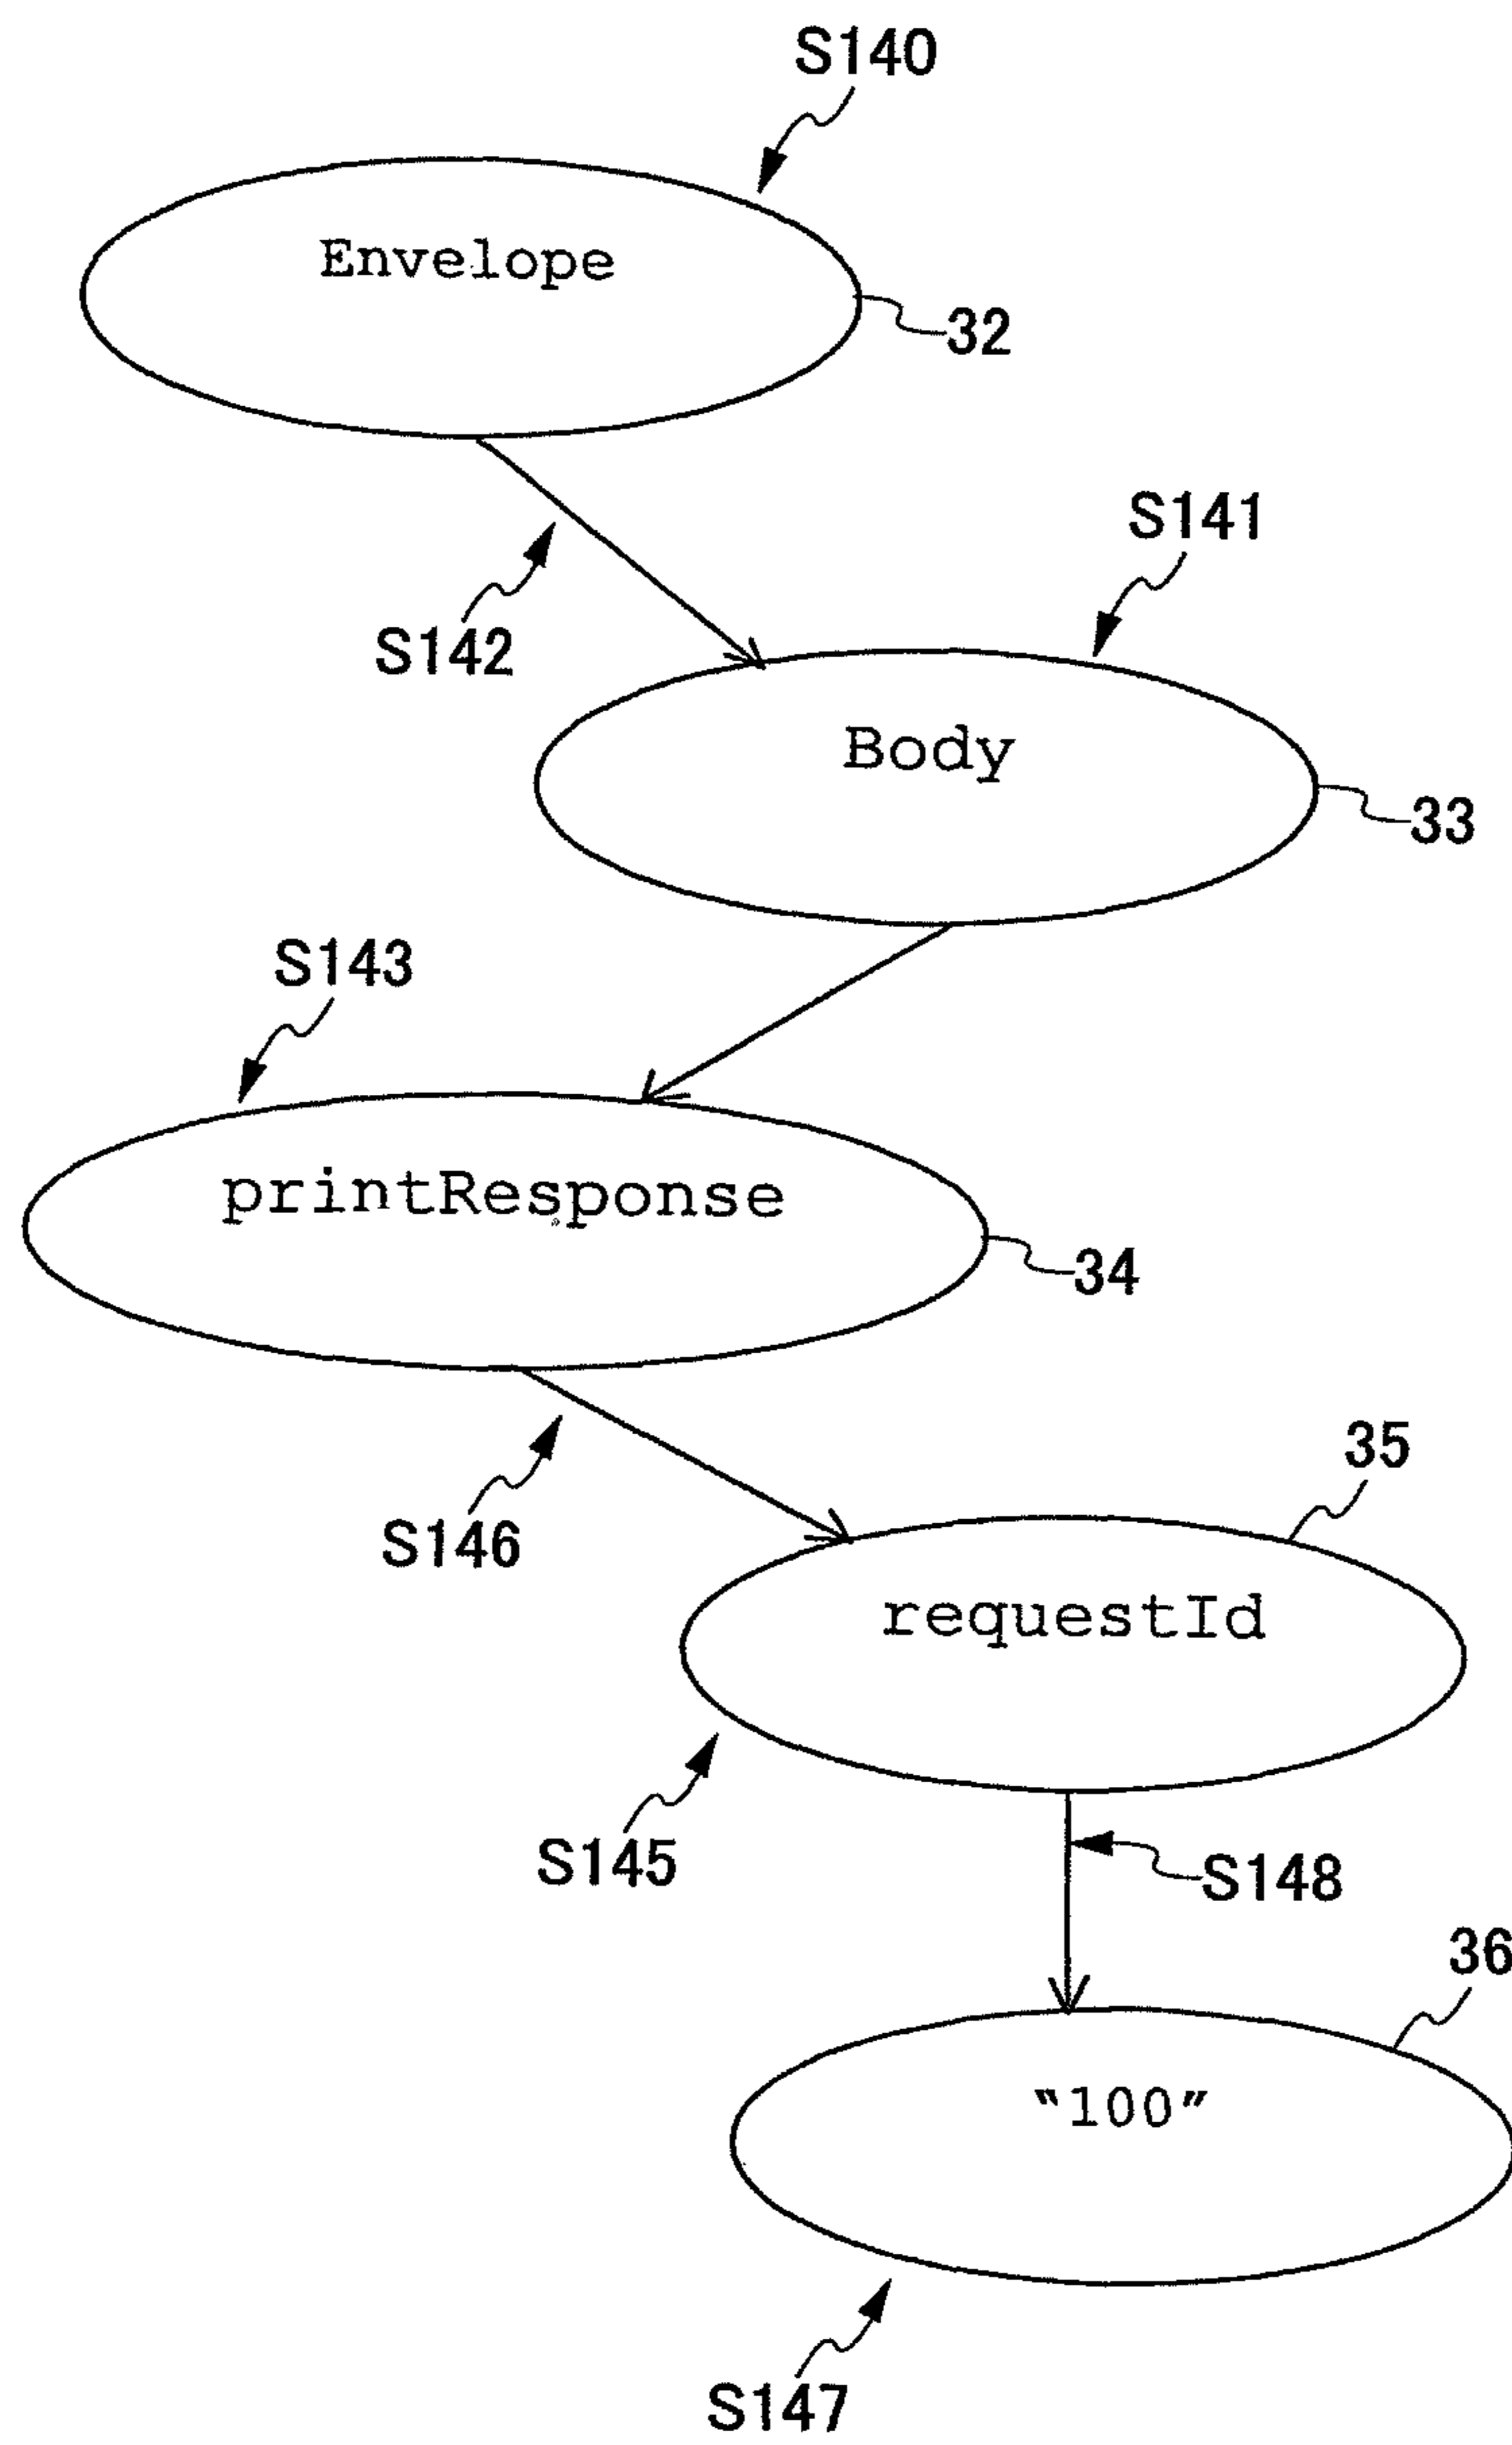 S140
Envelope
32
S141
S142
Body
33
S143
printResponse
34
35
S146
requestId
S145
S148
36
“100”
S147